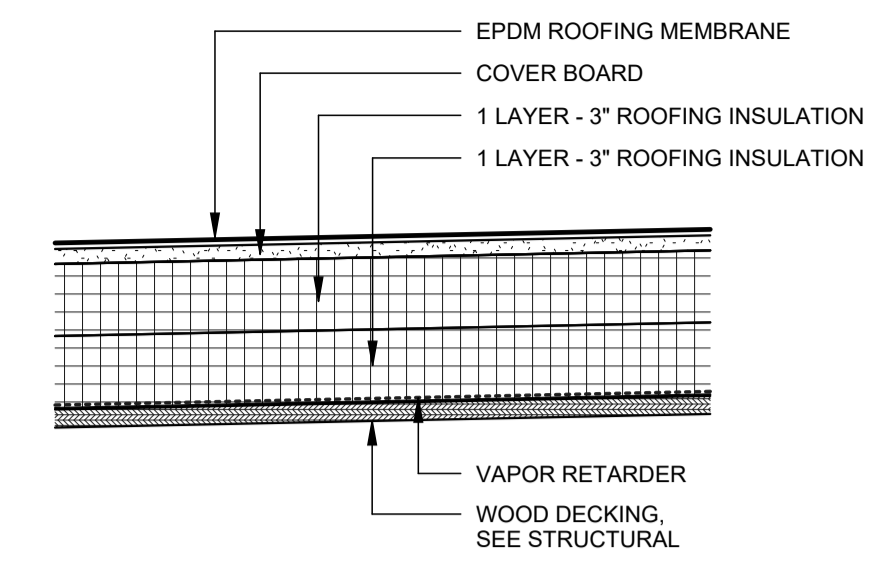 EPDM ROOFING MEMBRANE
COVER BOARD
1 LAYER - 3" ROOFING INSULATION
1 LAYER - 3" ROOFING INSULATION
VAPOR RETARDER
WOOD DECKING,
SEE STRUCTURAL